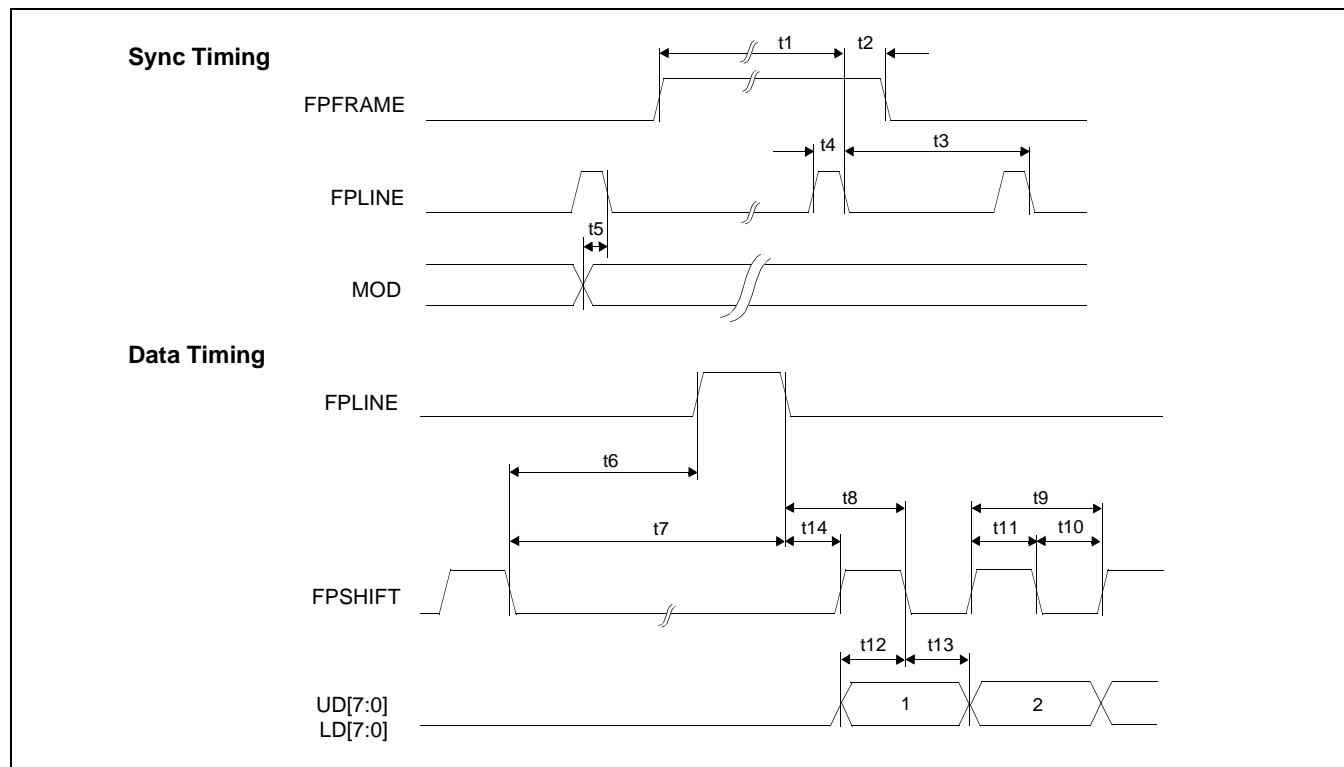 Sync Timing
t1
t2
FPFRAME
t4
t3
FPLINE
t5
MOD
Data Timing
FPLINE
t6
t8
t9
t7
t14
t11
t10
FPSHIFT
t12
t13
UD[7:0]
LD[7:0]
1
2